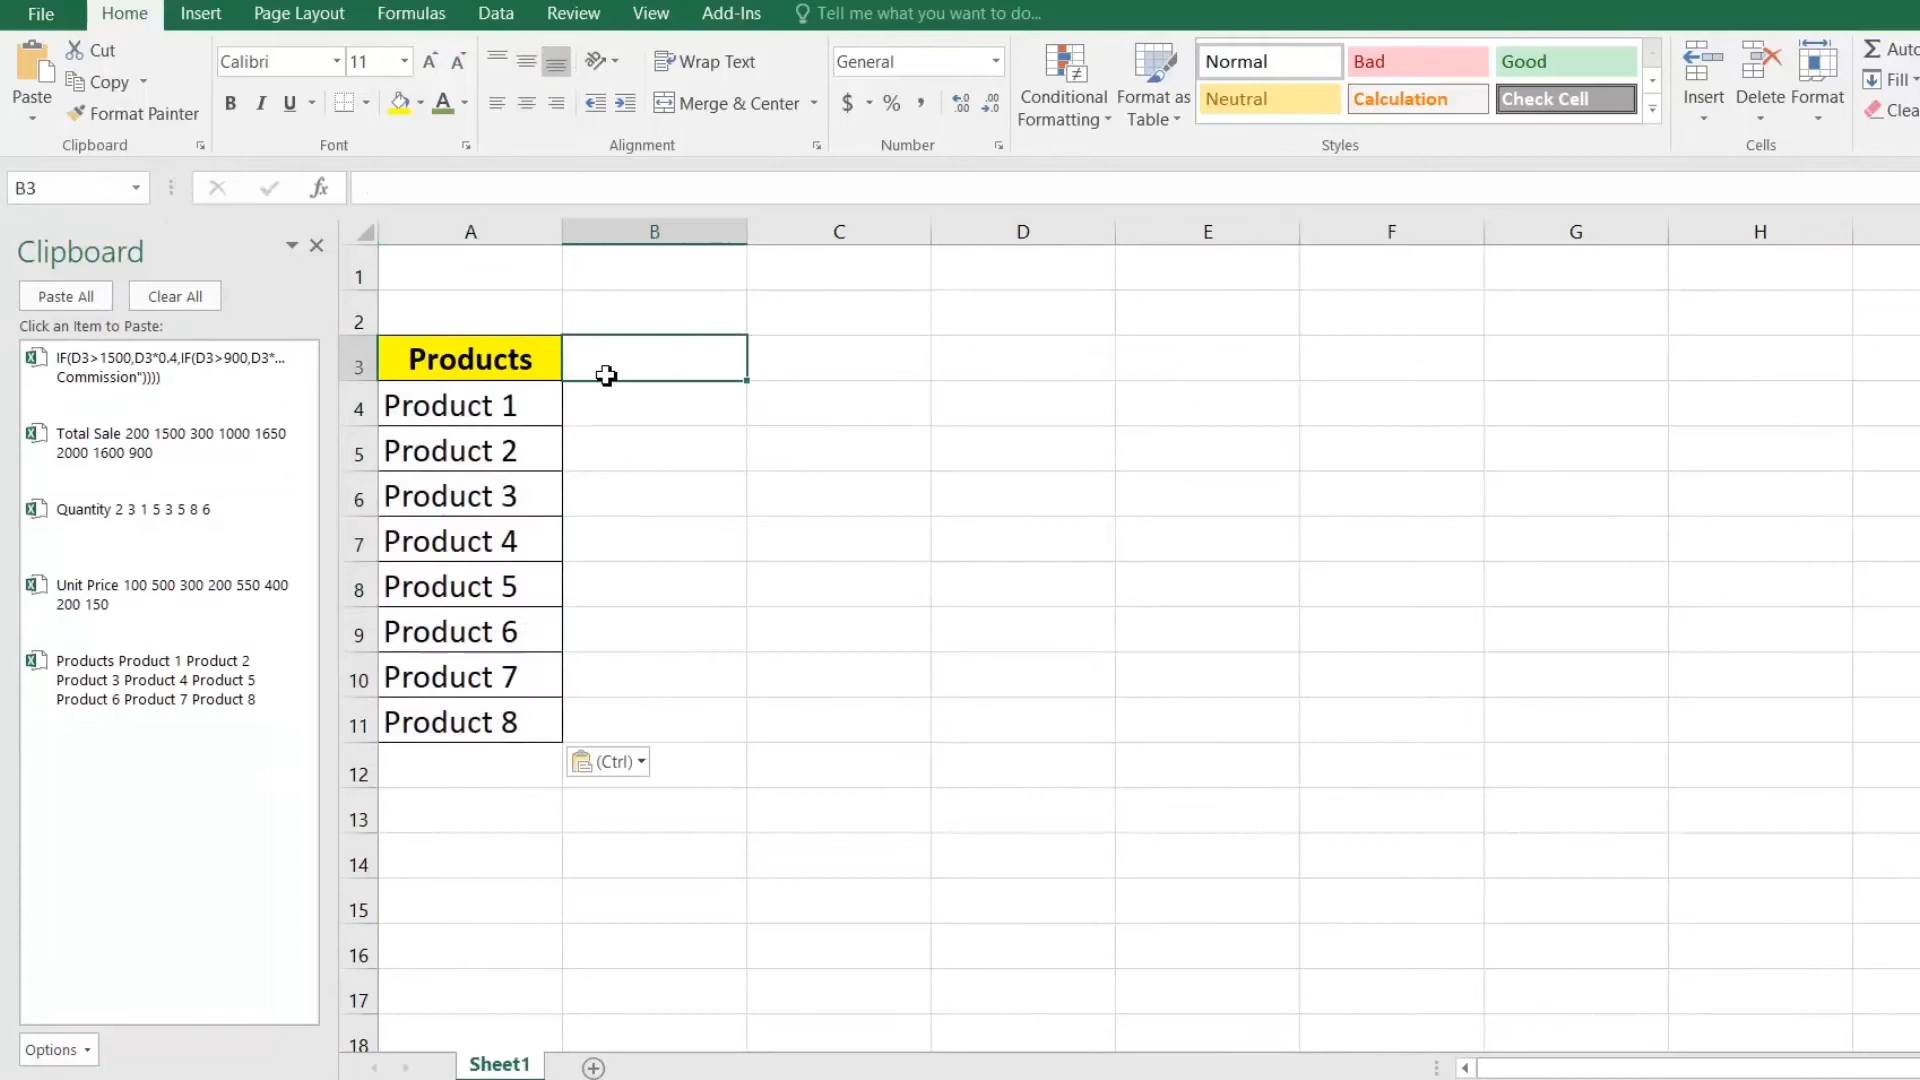 File Home Insert Page Layout Formulas Data Review View Add-Ins Tell me what you want to do...
Paste
Cut
Copy
Format Painter
Clipboard
Calibri 11 A A
B I U A
Font
Wrap Text
Merge & Center
Alignment
General
$ % , .00 .00
Number
Conditional
Formatting
Format as
Table
Normal Bad Good
Neutral Calculation Check Cell
Styles
Insert Delete Format
Cells
Σ Auto
Fill
Clea
B3
fx
Clipboard
Paste All Clear All
Click an Item to Paste:
IF(D3>1500,D3*0.4,IF(D3>900,D3*...
Commission"))))
Total Sale 200 1500 300 1000 1650
2000 1600 900
Quantity 2 3 1 5 3 5 8 6
Unit Price 100 500 300 200 550 400
200 150
Products Product 1 Product 2
Product 3 Product 4 Product 5
Product 6 Product 7 Product 8
Options
A B C D E F G H
1
2
3 Products
4 Product 1
5 Product 2
6 Product 3
7 Product 4
8 Product 5
9 Product 6
10 Product 7
11 Product 8
(Ctrl)
12
13
14
15
16
17
18
Sheet1